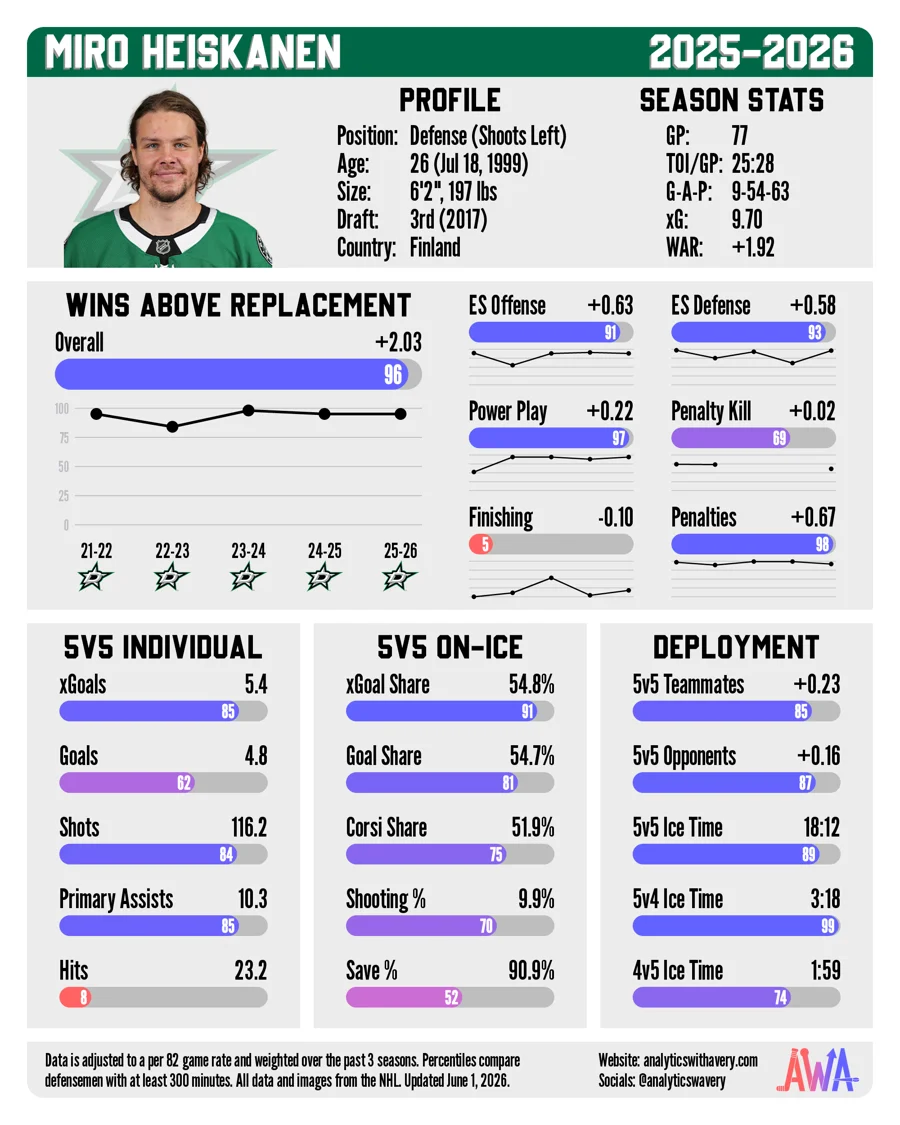 MIRO HEISKANEN 2025-2026
PROFILE
Position: Defense (Shoots Left)
Age: 26 (Jul 18, 1999)
Size: 6'2", 197 lbs
Draft: 3rd (2017)
Country: Finland
SEASON STATS
GP: 77
TOI/GP: 25:28
G-A-P: 9-54-63
xG: 9.70
WAR: +1.92
WINS ABOVE REPLACEMENT
Overall +2.03
96
100
75
50
25
0
21-22 22-23 23-24 24-25 25-26
ES Offense +0.63
91
ES Defense +0.58
93
Power Play +0.22
97
Penalty Kill +0.02
69
Finishing -0.10
5
Penalties +0.67
98
5V5 INDIVIDUAL
xGoals 5.4
85
Goals 4.8
62
Shots 116.2
84
Primary Assists 10.3
85
Hits 23.2
8
5V5 ON-ICE
xGoal Share 54.8%
91
Goal Share 54.7%
81
Corsi Share 51.9%
75
Shooting % 9.9%
70
Save % 90.9%
52
DEPLOYMENT
5v5 Teammates +0.23
85
5v5 Opponents +0.16
87
5v5 Ice Time 18:12
89
5v4 Ice Time 3:18
99
4v5 Ice Time 1:59
74
Data is adjusted to a per 82 game rate and weighted over the past 3 seasons. Percentiles compare
defensemen with at least 300 minutes. All data and images from the NHL. Updated June 1, 2026.
Website: analyticswithavery.com
Socials: @analyticswavery
AWA